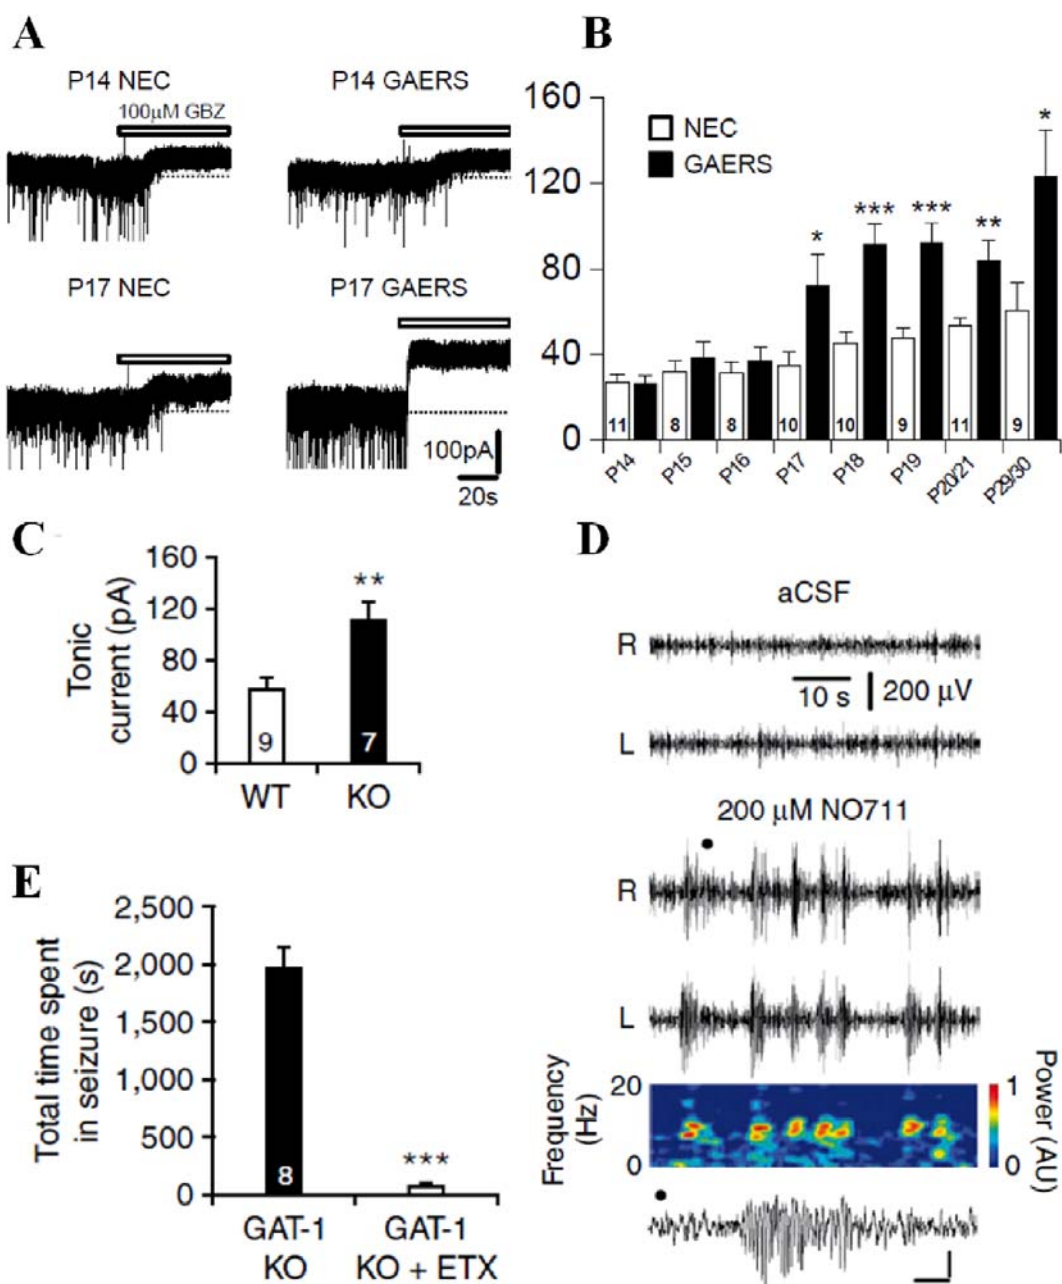 A
P14 NEC
100μM GBZ
P14 GAERS
P17 NEC
P17 GAERS
100pA
20s
B
160
120
80
40
0
NEC
GAERS
*
***
***
**
*
11 8 8 10 10 9 11 9
P14 P15 P16 P17 P18 P19 P20/21 P29/30
C
Tonic
current (pA)
160
120
80
40
0
**
9 7
WT KO
D
aCSF
R
10 s 200 μV
L
200 μM NO711
R
L
Frequency
(Hz)
20
0
1
0
Power (AU)
E
Total time spent
in seizure (s)
2,500
2,000
1,500
1,000
500
0
8
***
GAT-1
KO
GAT-1
KO + ETX